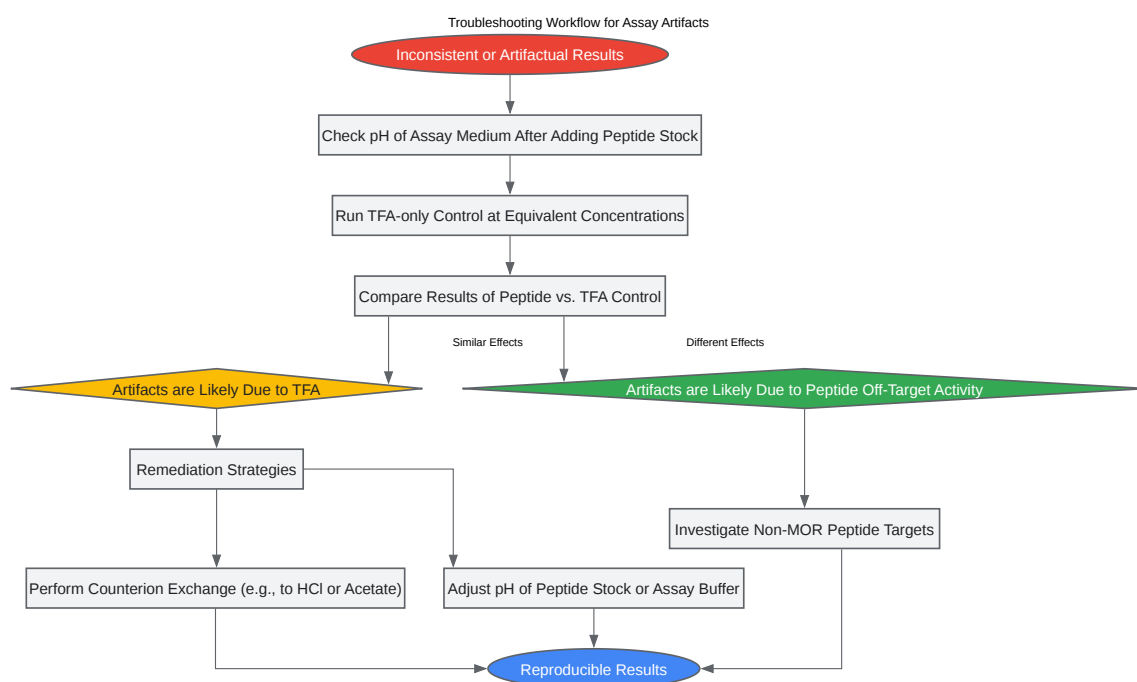 Troubleshooting Workflow for Assay Artifacts
Inconsistent or Artifactual Results
Check pH of Assay Medium After Adding Peptide Stock
Run TFA-only Control at Equivalent Concentrations
Compare Results of Peptide vs. TFA Control
Similar Effects
Different Effects
Artifacts are Likely Due to TFA
Artifacts are Likely Due to Peptide Off-Target Activity
Remediation Strategies
Investigate Non-MOR Peptide Targets
Perform Counterion Exchange (e.g., to HCl or Acetate)
Adjust pH of Peptide Stock or Assay Buffer
Reproducible Results